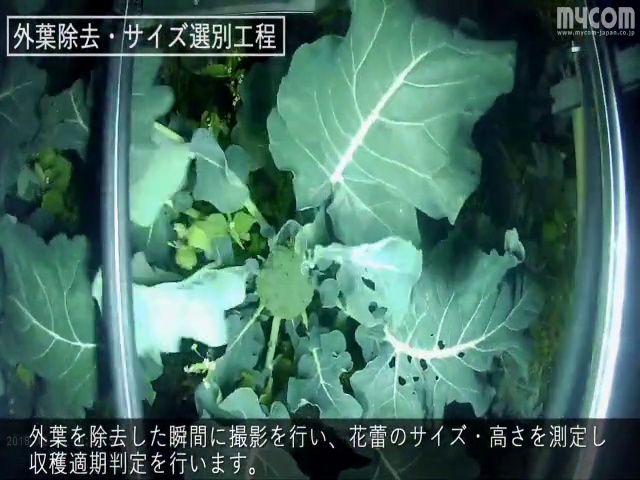 外葉除去・サイズ選別工程
mycom
www.mycom-japan.co.jp
外葉を除去した瞬間に撮影を行い、花蕾のサイズ・高さを測定し
収穫適期判定を行います。